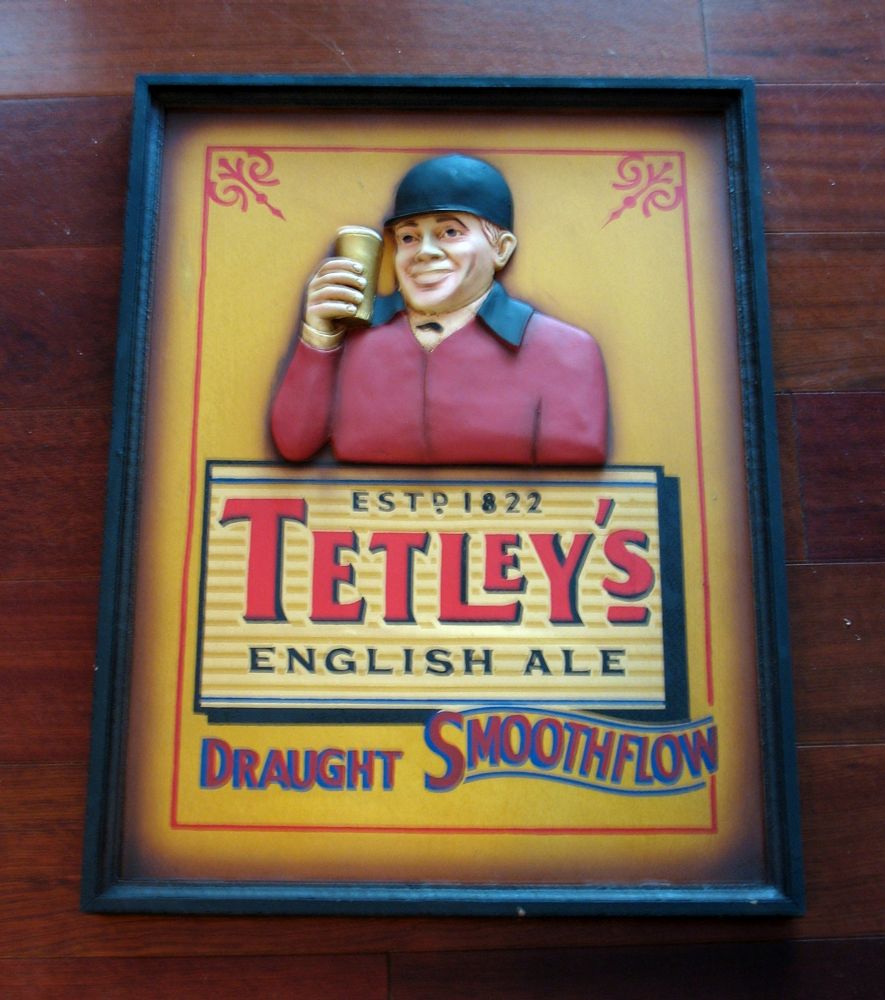 ESTD 1822
TETLEY'S
ENGLISH ALE
DRAUGHT SMOOTHFLOW